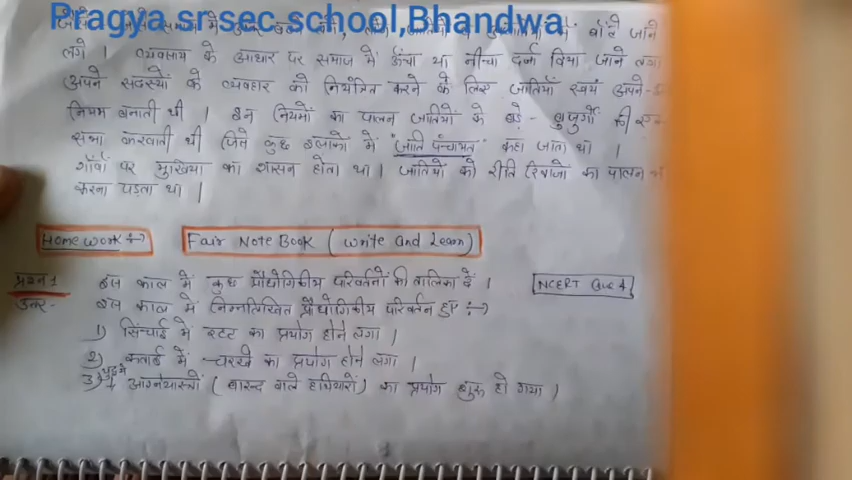 Pragya sr.sec.school,Bhandwa
लगे। व्यवसाय के आधार पर समाज में ऊँचा या नीचा दर्जा दिया जाने लगा
अपने सदस्यों के व्यवहार को नियंत्रित करने के लिए जातियाँ स्वयं अपने-
नियम बनाती थी। इन नियमों का पालन जातियों के बड़े-बुजुर्गो की
सभा करवाती थी जिसे कुछ इलाकों में "जाति पंचायत" कहा जाता था।
गाँवों पर मुखिया का शासन होता था। जातियों को रीति रिवाजो का पालन
करना पड़ता था।
Home work Fair Note Book (Write and Learn)
प्रश्न 1 इस काल में कुछ प्रौद्योगिकीय परिवर्तनों की तालिका दें। NCERT Que 4
उत्तर- इस काल में निम्नलिखित प्रौद्योगिकीय परिवर्तन हुए :->
1) सिंचाई में रहट का प्रयोग होने लगा।
2) कताई में चरखे का प्रयोग होने लगा।
3) युद्ध में आग्नेयास्त्रों (बारूद वाले हथियारों) का प्रयोग शुरू हो गया।